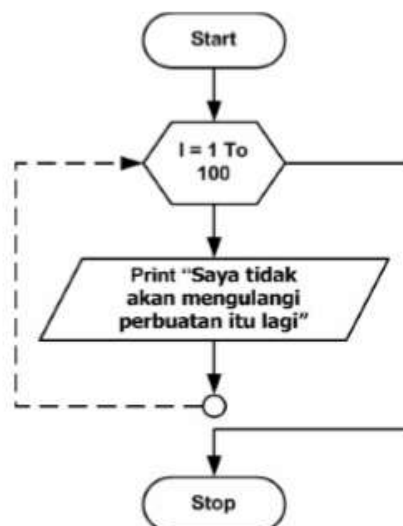 Start
I = 1 To
100
Print "Saya tidak
akan mengulangi
perbuatan itu lagi"
Stop